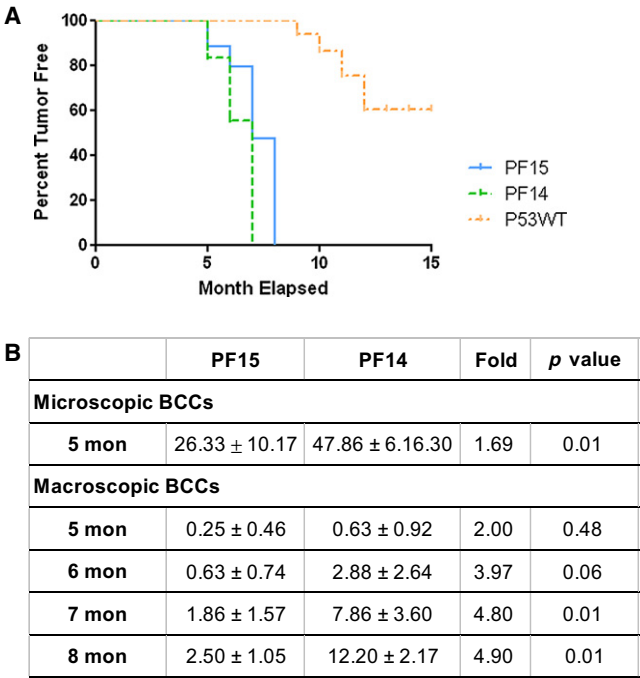 A
Percent Tumor Free
100
80
60
40
20
0
0 5 10 15
Month Elapsed
PF15
PF14
P53WT
B
PF15 PF14 Fold p value
Microscopic BCCs
5 mon 26.33 ± 10.17 47.86 ± 6.16.30 1.69 0.01
Macroscopic BCCs
5 mon 0.25 ± 0.46 0.63 ± 0.92 2.00 0.48
6 mon 0.63 ± 0.74 2.88 ± 2.64 3.97 0.06
7 mon 1.86 ± 1.57 7.86 ± 3.60 4.80 0.01
8 mon 2.50 ± 1.05 12.20 ± 2.17 4.90 0.01